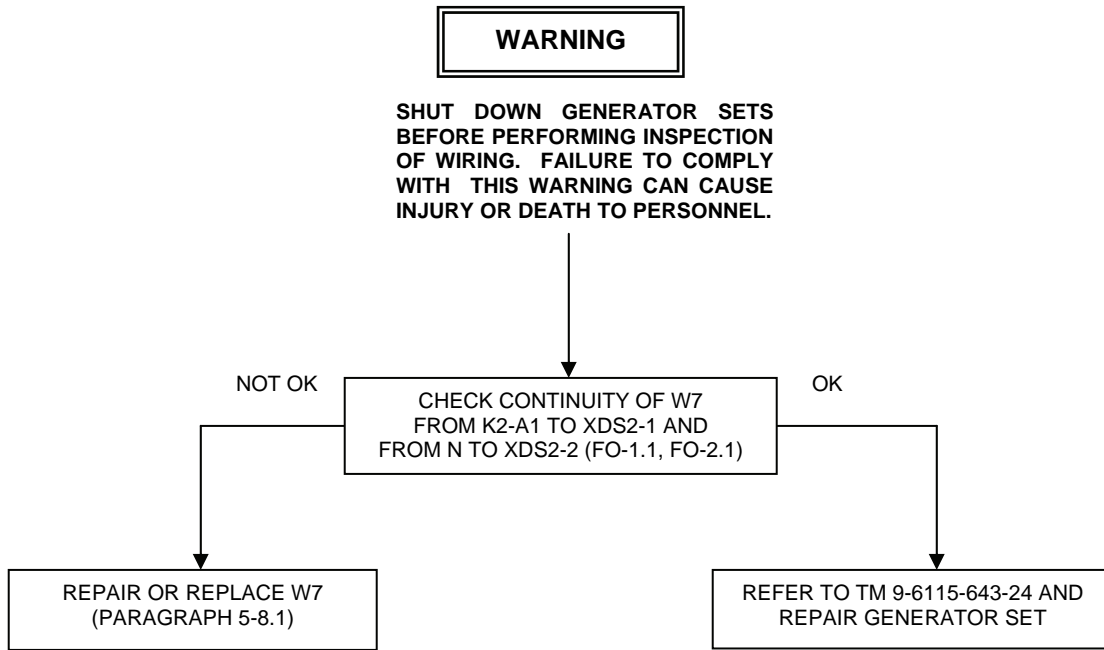 WARNING
SHUT DOWN GENERATOR SETS
BEFORE PERFORMING INSPECTION
OF WIRING. FAILURE TO COMPLY
WITH THIS WARNING CAN CAUSE
INJURY OR DEATH TO PERSONNEL.
NOT OK
OK
CHECK CONTINUITY OF W7
FROM K2-A1 TO XDS2-1 AND
FROM N TO XDS2-2 (FO-1.1, FO-2.1)
REPAIR OR REPLACE W7
(PARAGRAPH 5-8.1)
REFER TO TM 9-6115-643-24 AND
REPAIR GENERATOR SET